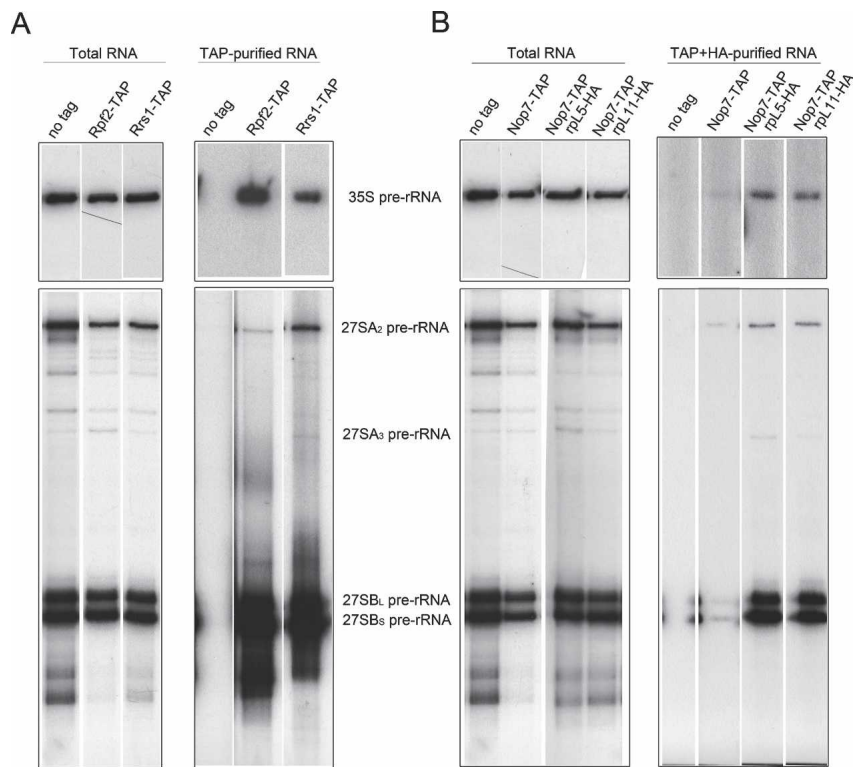 A
B
Total RNA
TAP-purified RNA
Total RNA
TAP+HA-purified RNA
no tag
Rpf2-TAP
Rrs1-TAP
no tag
Rpf2-TAP
Rrs1-TAP
no tag
Nop7-TAP
Nop7-TAP
rpL5-HA
Nop7-TAP
rpL11-HA
no tag
Nop7-TAP
Nop7-TAP
rpL5-HA
Nop7-TAP
rpL11-HA
35S pre-rRNA
27SA₂ pre-rRNA
27SA₃ pre-rRNA
27SBL pre-rRNA
27SBS pre-rRNA